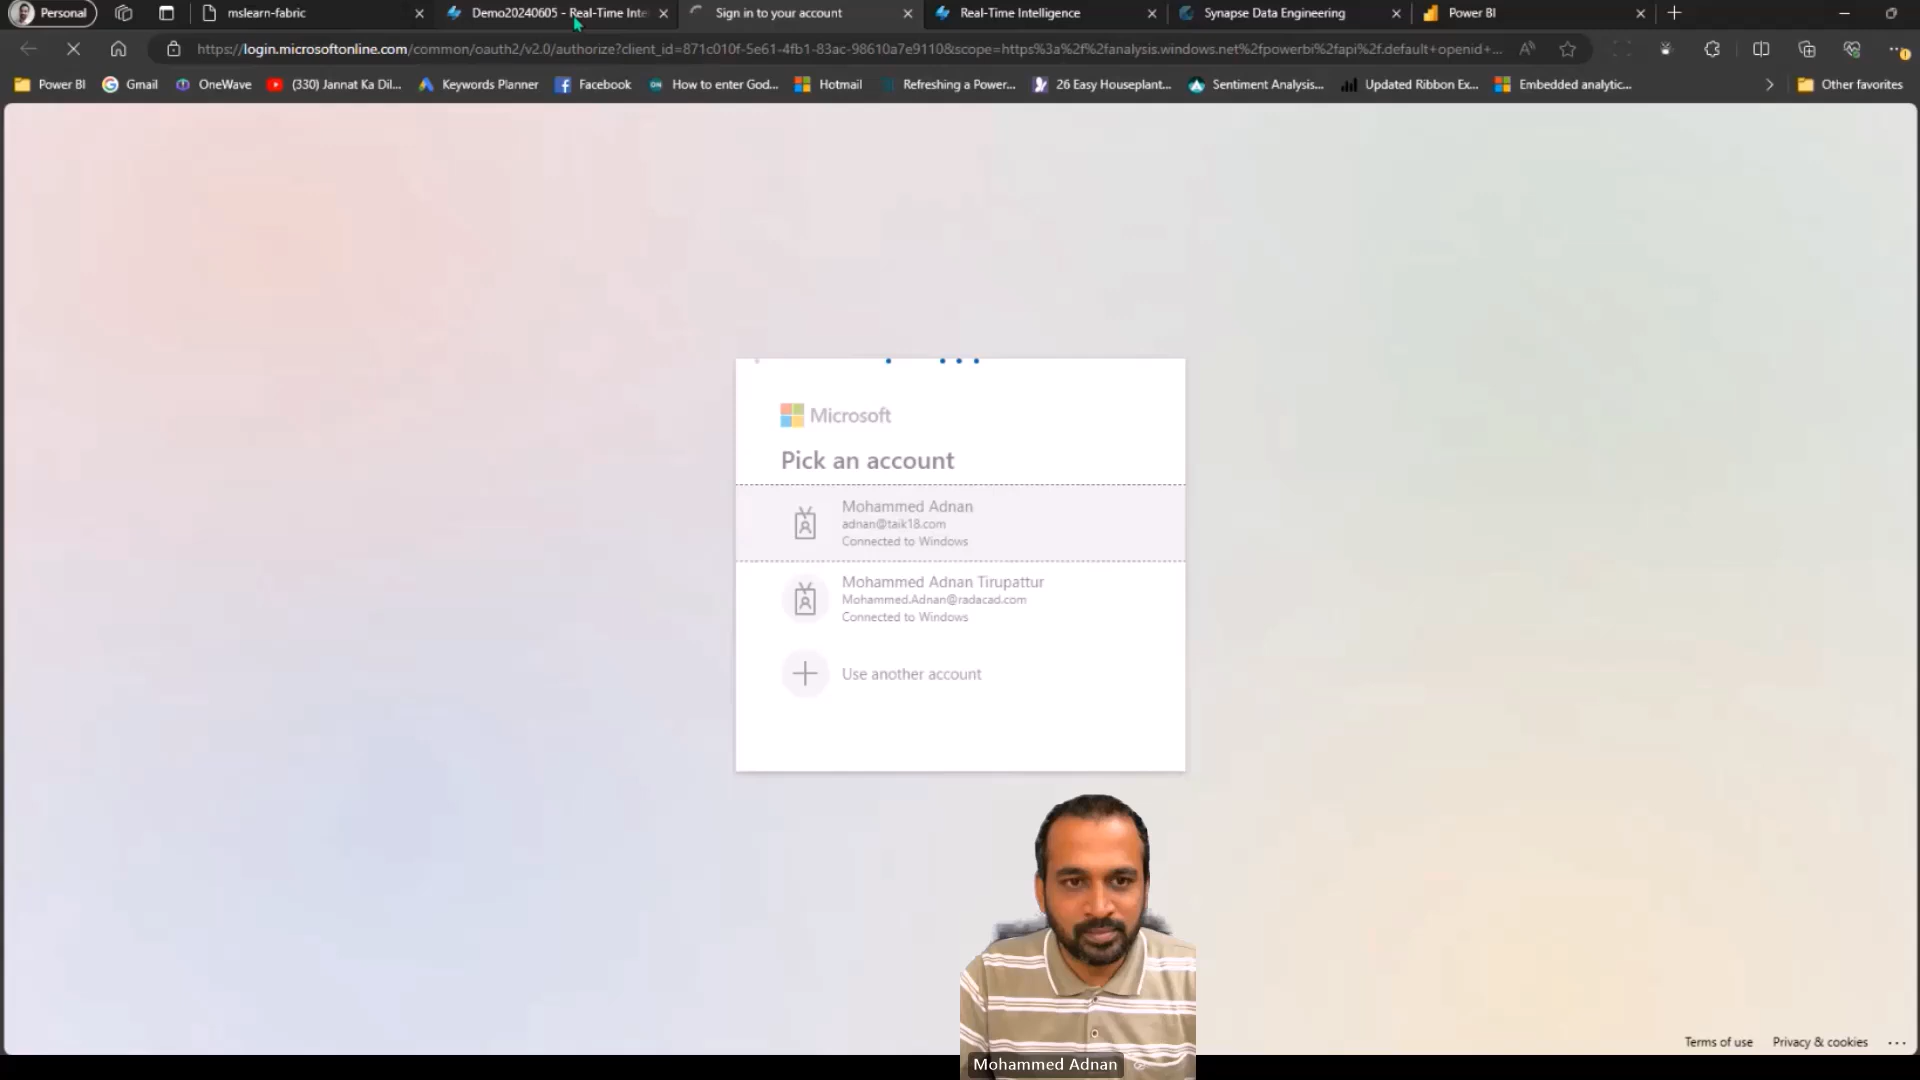 Personal
mslearn-fabric
Demo20240605 - Real-Time Inte
Sign in to your account
Real-Time Intelligence
Synapse Data Engineering
Power BI
https://login.microsoftonline.com/common/oauth2/v2.0/authorize?client_id=871c010f-5e61-4fb1-83ac-98610a7e9110&scope=https%3a%2f%2fanalysis.windows.net%2fpowerbi%2fapi%2f.default+openid+...
Power BI
Gmail
OneWave
(330) Jannat Ka Dil...
Keywords Planner
Facebook
How to enter God...
Hotmail
Refreshing a Power...
26 Easy Houseplant...
Sentiment Analysis...
Updated Ribbon Ex...
Embedded analytic...
Other favorites
Microsoft
Pick an account
Mohammed Adnan
adnan@taik18.com
Connected to Windows
Mohammed Adnan Tirupattur
Mohammed.Adnan@radacad.com
Connected to Windows
Use another account
Terms of use
Privacy & cookies
...
Mohammed Adnan